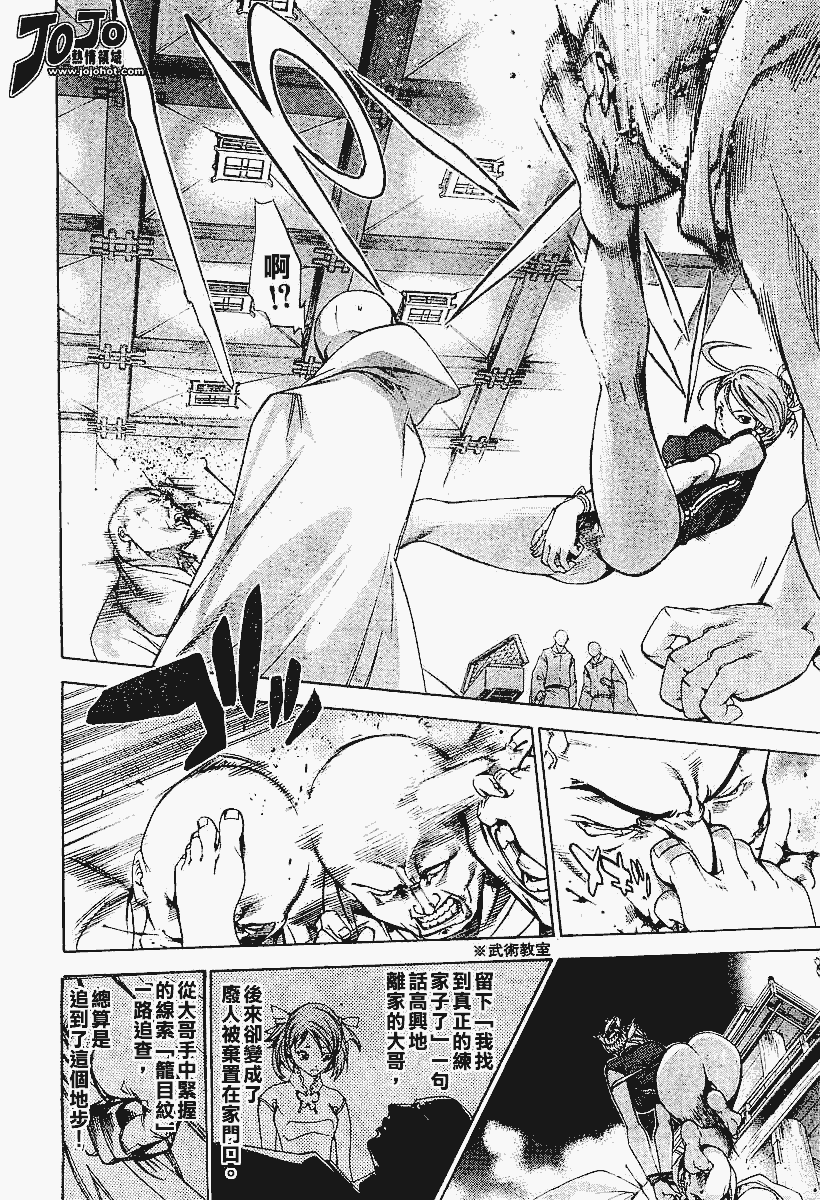 JOJO
熱情領域
www.jojohot.com
啊
!?
※武術教室
留下「我找
到真正的練
家子了」一句
話高興地
離家的大哥，
後來卻變成了
廢人被棄置在家門口。
從大哥手中緊握
的線索「龍目紋」
一路追查，
總算是
追到了這個地步！